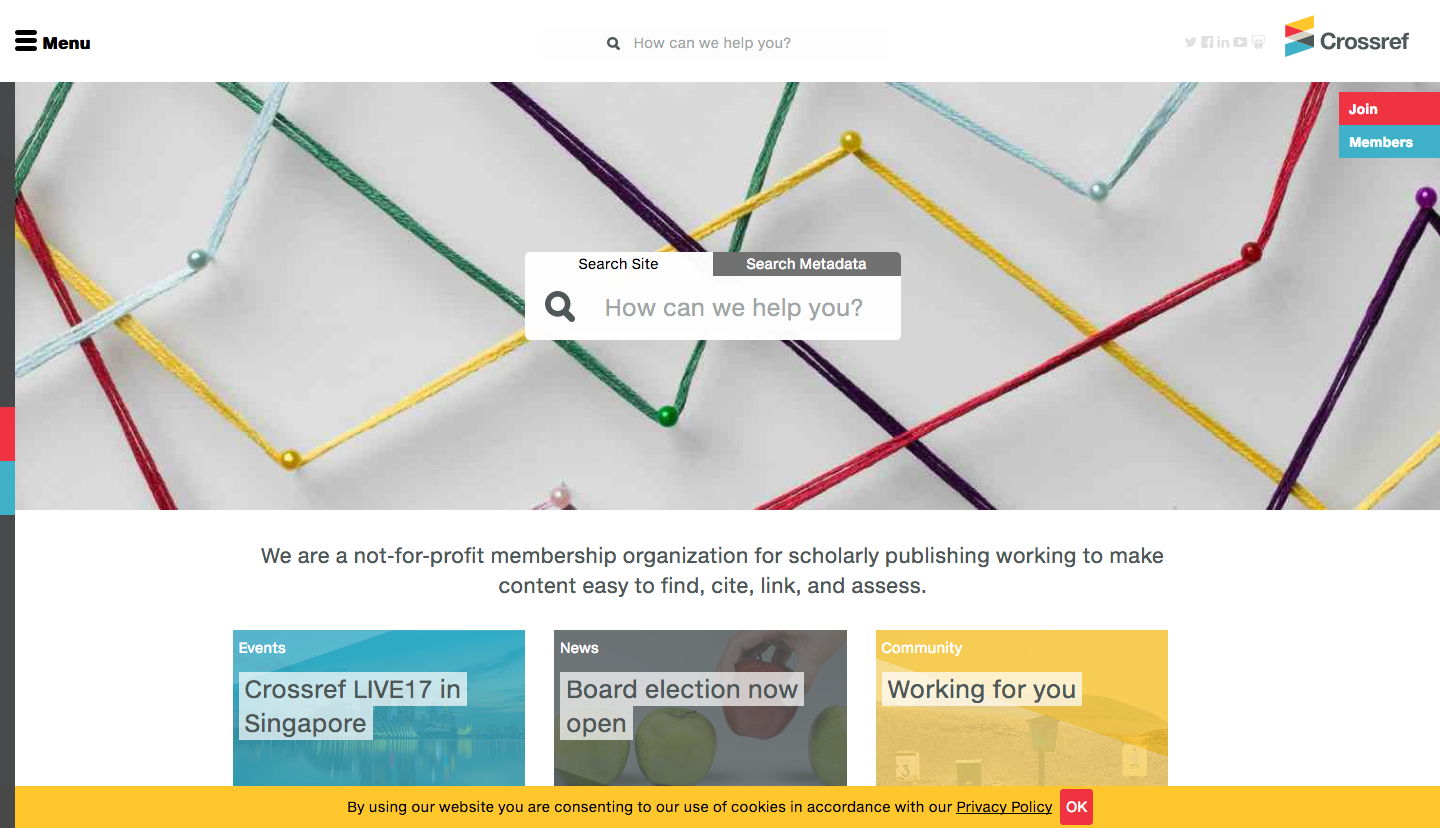 Menu
How can we help you?
Crossref
Join
Members
Search Site
Search Metadata
How can we help you?
We are a not-for-profit membership organization for scholarly publishing working to make
content easy to find, cite, link, and assess.
Events
Crossref LIVE17 in
Singapore
News
Board election now
open
Community
Working for you
3
1
By using our website you are consenting to our use of cookies in accordance with our Privacy Policy OK